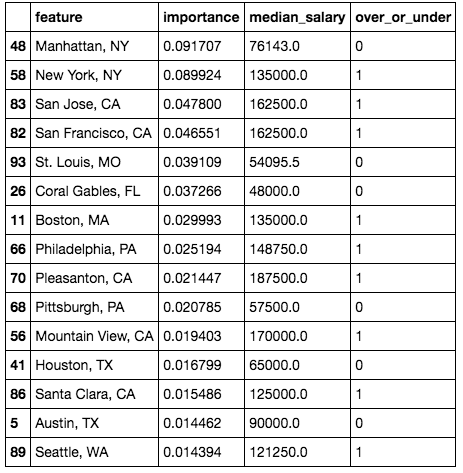 feature importance median_salary over_or_under
48 Manhattan, NY 0.091707 76143.0 0
58 New York, NY 0.089924 135000.0 1
83 San Jose, CA 0.047800 162500.0 1
82 San Francisco, CA 0.046551 162500.0 1
93 St. Louis, MO 0.039109 54095.5 0
26 Coral Gables, FL 0.037266 48000.0 0
11 Boston, MA 0.029993 135000.0 1
66 Philadelphia, PA 0.025194 148750.0 1
70 Pleasanton, CA 0.021447 187500.0 1
68 Pittsburgh, PA 0.020785 57500.0 0
56 Mountain View, CA 0.019403 170000.0 1
41 Houston, TX 0.016799 65000.0 0
86 Santa Clara, CA 0.015486 125000.0 1
5 Austin, TX 0.014462 90000.0 0
89 Seattle, WA 0.014394 121250.0 1